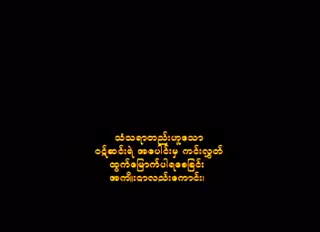 သံသရာတည်းဟူသော
ဝဋ်ဆင်းရဲ အပေါင်းမှ ကင်းလွတ်
ထွက်မြောက်ပါရစေခြင်း
အကျိုးငှာလည်းကောင်း၊